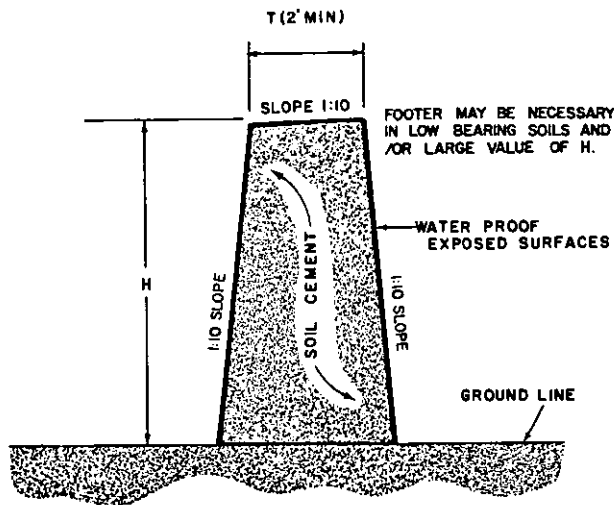 T(2' MIN)
SLOPE 1:10
FOOTER MAY BE NECESSARY
IN LOW BEARING SOILS AND
/OR LARGE VALUE OF H.
WATER PROOF
EXPOSED SURFACES
H
1:10 SLOPE
SOIL CEMENT
1:10 SLOPE
GROUND LINE